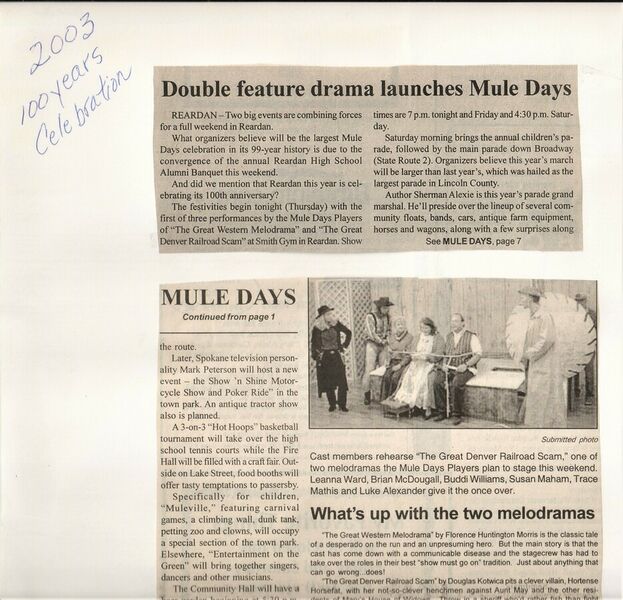 2003
100 years
Celebration
Double feature drama launches Mule Days
REARDAN – Two big events are combining forces
for a full weekend in Reardan.
What organizers believe will be the largest Mule
Days celebration in its 99-year history is due to the
convergence of the annual Reardan High School
Alumni Banquet this weekend.
And did we mention that Reardan this year is cel-
ebrating its 100th anniversary?
The festivities begin tonight (Thursday) with the
first of three performances by the Mule Days Players
of "The Great Western Melodrama" and "The Great
Denver Railroad Scam" at Smith Gym in Reardan. Show
times are 7 p.m. tonight and Friday and 4:30 p.m. Satur-
day.
Saturday morning brings the annual children's pa-
rade, followed by the main parade down Broadway
(State Route 2). Organizers believe this year's march
will be larger than last year's, which was hailed as the
largest parade in Lincoln County.
Author Sherman Alexie is this year's parade grand
marshal. He'll preside over the lineup of several com-
munity floats, bands, cars, antique farm equipment,
horses and wagons, along with a few surprises along
See MULE DAYS, page 7
MULE DAYS
Continued from page 1
the route.
Later, Spokane television person-
ality Mark Peterson will host a new
event – the Show 'n Shine Motor-
cycle Show and Poker Ride" in the
town park. An antique tractor show
also is planned.
A 3-on-3 "Hot Hoops" basketball
tournament will take over the high
school tennis courts while the Fire
Hall will be filled with a craft fair. Out-
side on Lake Street, food booths will
offer tasty temptations to passersby.
Specifically for children,
"Muleville," featuring carnival
games, a climbing wall, dunk tank,
petting zoo and clowns, will occupy
a special section of the town park.
Elsewhere, "Entertainment on the
Green" will bring together singers,
dancers and other musicians.
The Community Hall will have a
Submitted photo
Cast members rehearse "The Great Denver Railroad Scam," one of
two melodramas the Mule Days Players plan to stage this weekend.
Leanna Ward, Brian McDougall, Buddi Williams, Susan Maham, Trace
Mathis and Luke Alexander give it the once over.
What's up with the two melodramas
"The Great Western Melodrama" by Florence Huntington Morris is the classic tale
of a desperado on the run and an unpresuming hero. But the main story is that the
cast has come down with a communicable disease and the stagecrew has had to
take over the roles in their best "show must go on" tradition. Just about anything that
can go wrong...does!
"The Great Denver Railroad Scam" by Douglas Kotwica pits a clever villain, Hortense
Horsefat, with her not-so-clever henchmen against Aunt May and the other resi-